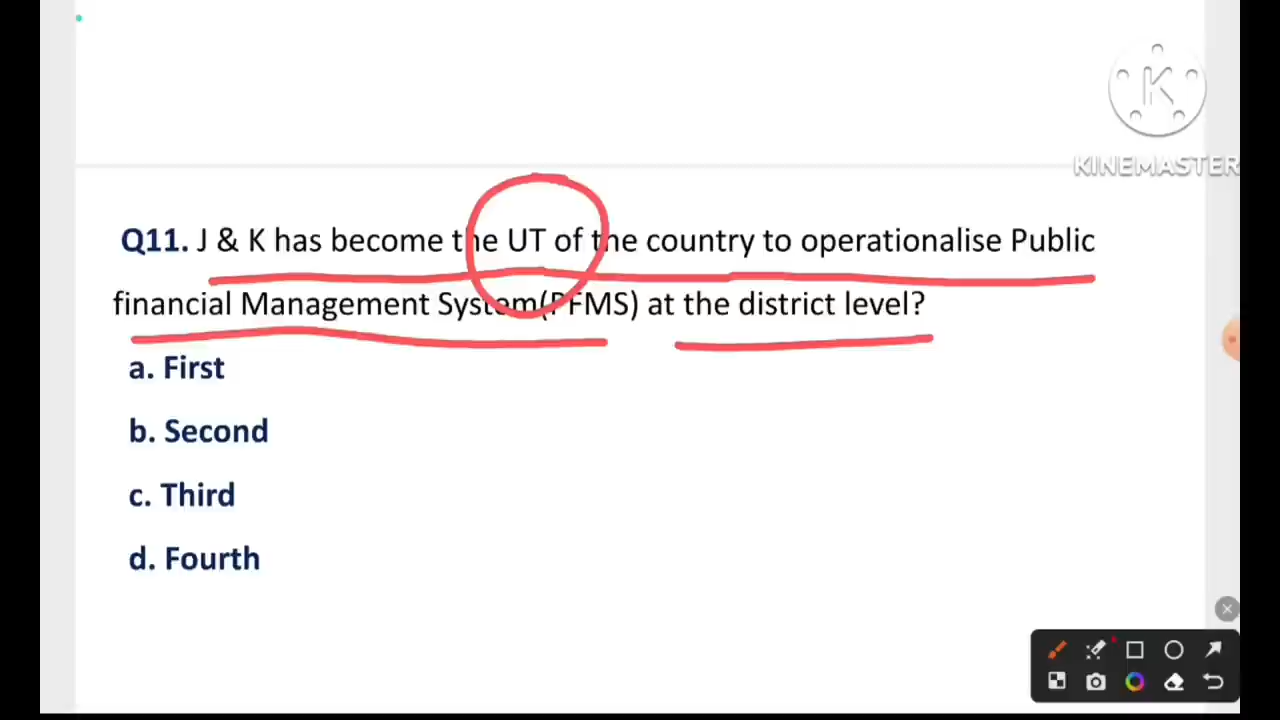 K
KINEMASTER
Q11. J & K has become the UT of the country to operationalise Public
financial Management System(PFMS) at the district level?
a. First
b. Second
c. Third
d. Fourth